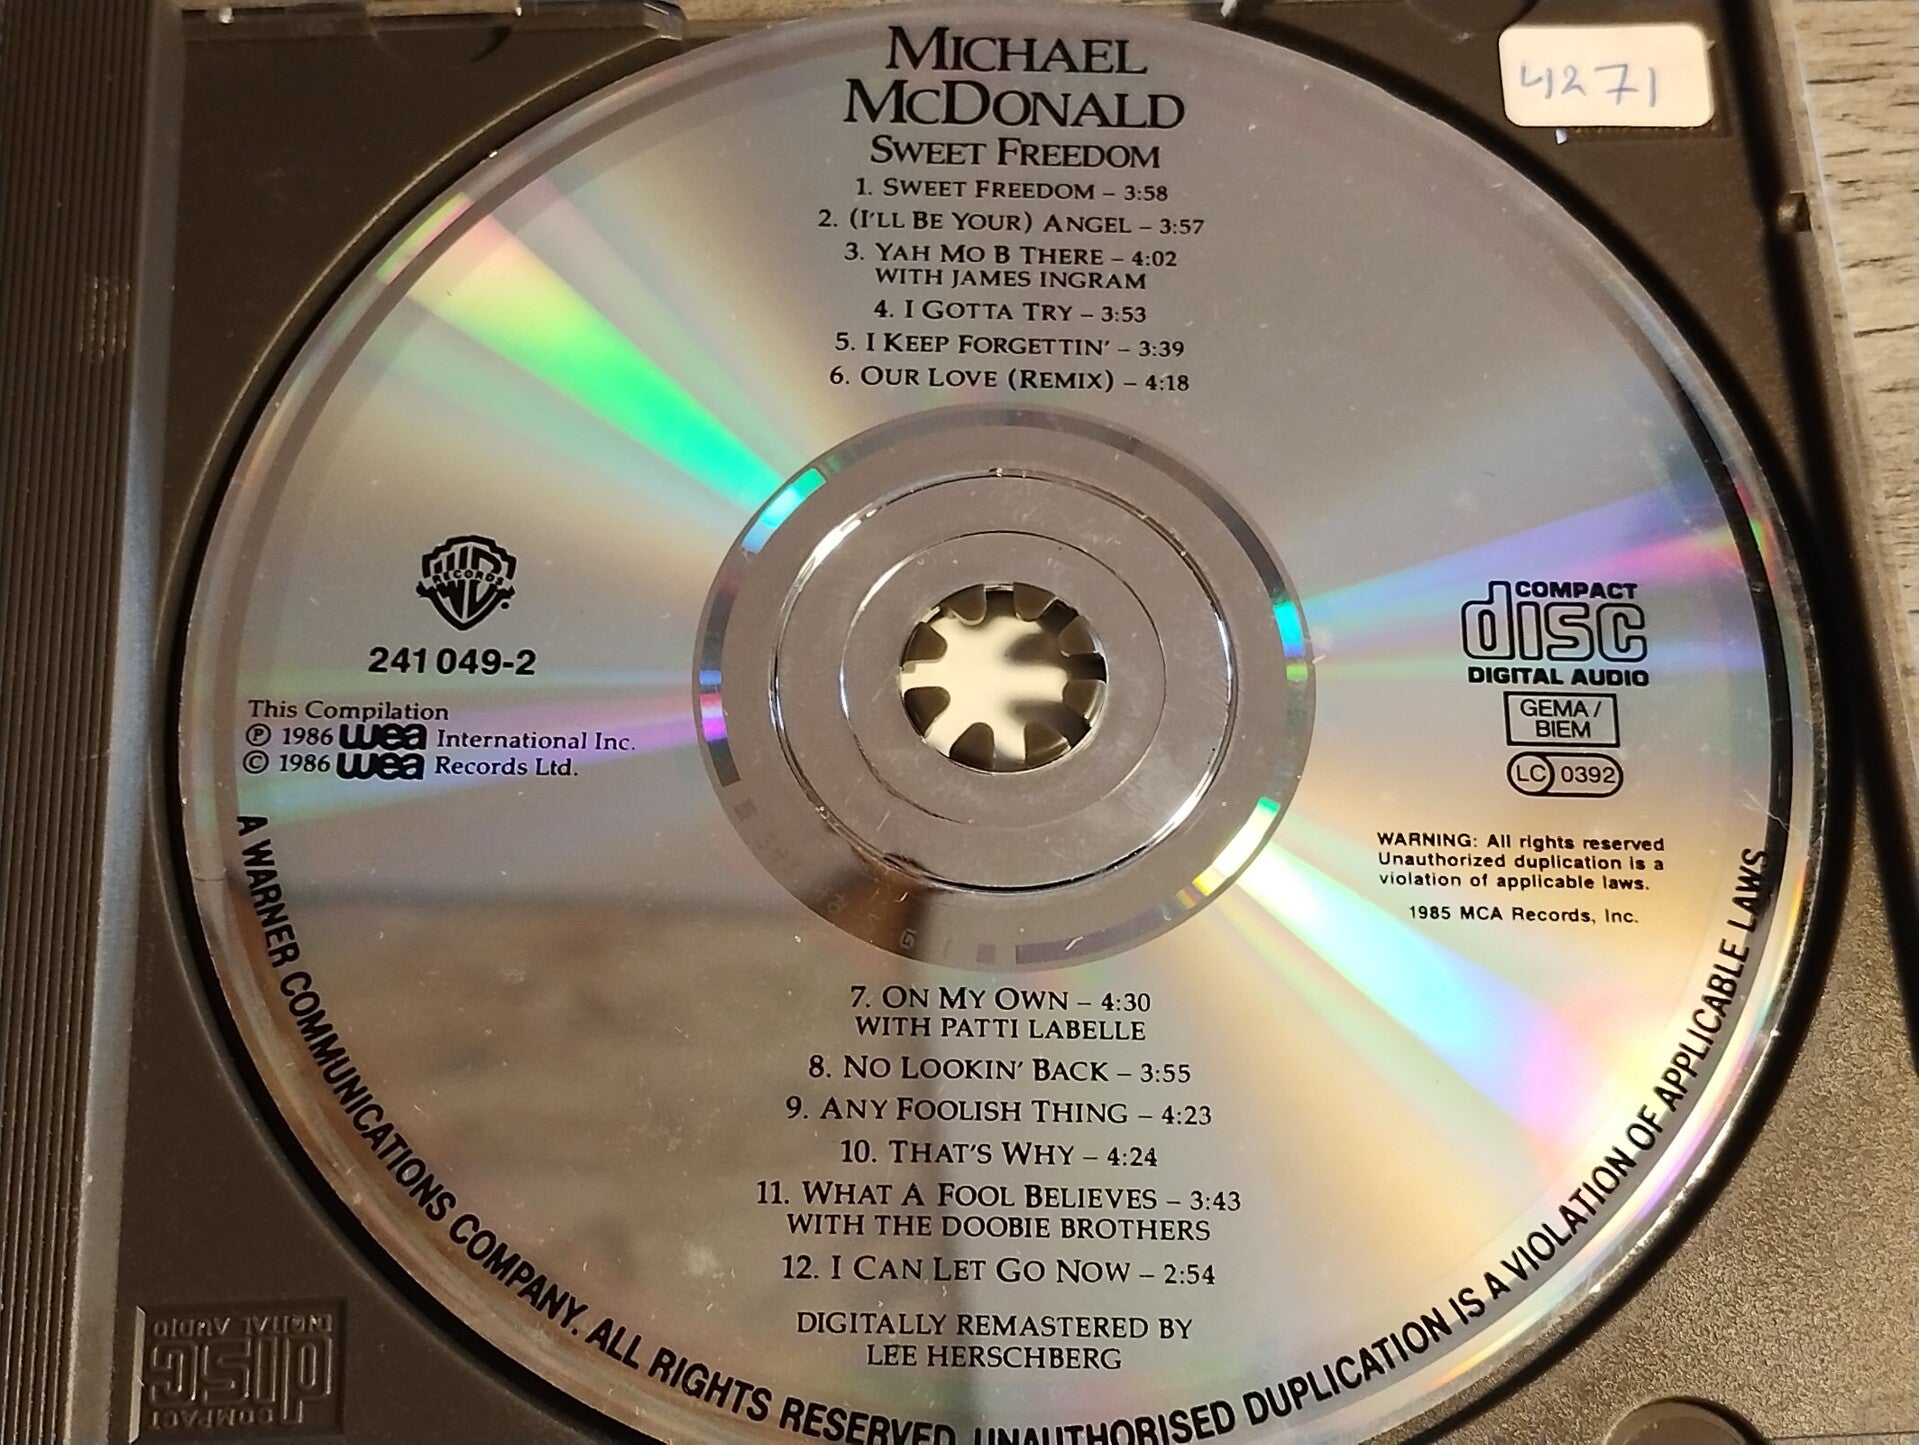 MICHAEL
MCDONALD
SWEET FREEDOM
1. SWEET FREEDOM – 3:58
2. (I'LL BE YOUR) ANGEL – 3:57
3. YAH MO B THERE – 4:02
WITH JAMES INGRAM
4. I GOTTA TRY – 3:53
5. I KEEP FORGETTIN' – 3:39
6. OUR LOVE (REMIX) – 4:18
4271
RECORDS
241 049-2
This Compilation
℗ 1986 wea International Inc.
© 1986 wea Records Ltd.
COMPACT
disc
DIGITAL AUDIO
GEMA/
BIEM
LC 0392
WARNING: All rights reserved
Unauthorized duplication is a
violation of applicable laws.
1985 MCA Records, Inc.
7. ON MY OWN – 4:30
WITH PATTI LABELLE
8. NO LOOKIN' BACK – 3:55
9. ANY FOOLISH THING – 4:23
10. THAT'S WHY – 4:24
11. WHAT A FOOL BELIEVES – 3:43
WITH THE DOOBIE BROTHERS
12. I CAN LET GO NOW – 2:54
DIGITALLY REMASTERED BY
LEE HERSCHBERG
A WARNER COMMUNICATIONS COMPANY. ALL RIGHTS RESERVED. UNAUTHORISED DUPLICATION IS A VIOLATION OF APPLICABLE LAWS
COMPACT
disc
DIGITAL AUDIO